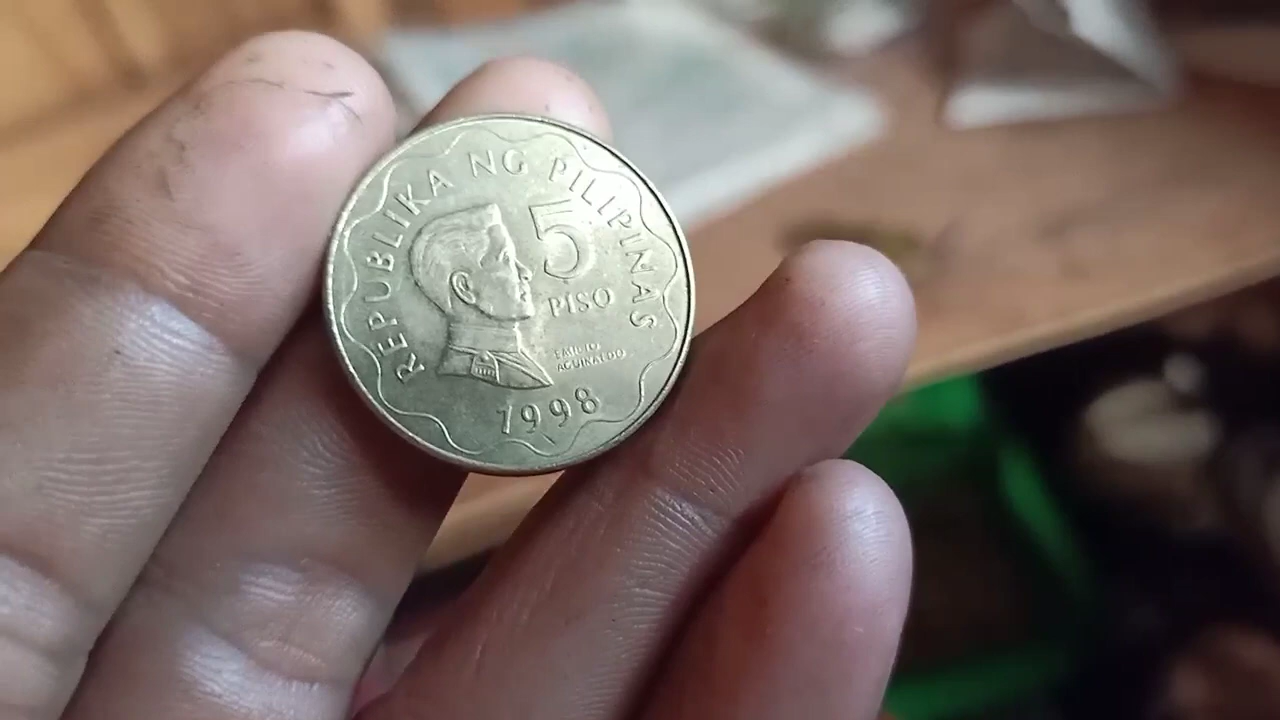 REPUBLIKA NG PILIPINAS
5
PISO
EMILIO
AGUINALDO
1998